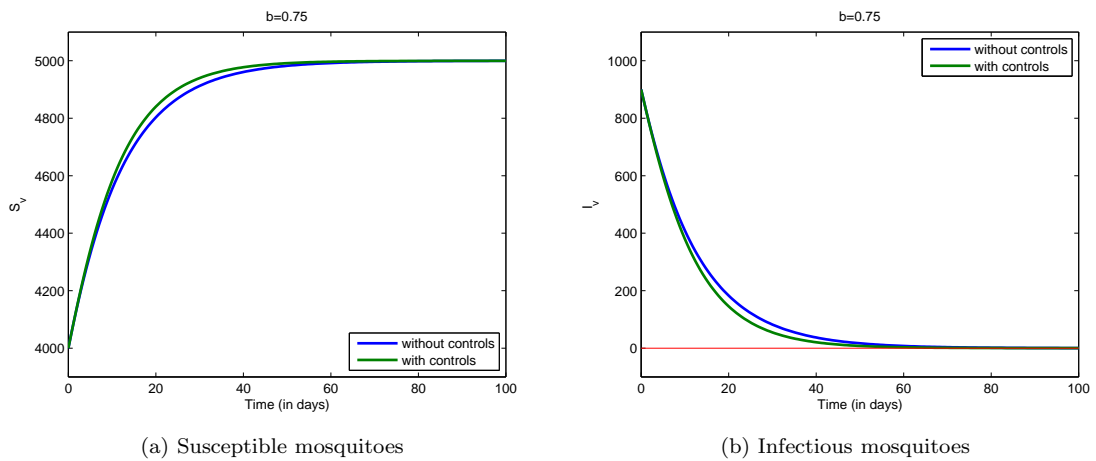 b=0.75
5000
4800
4600
4400
4200
4000
S_v
0 20 40 60 80 100
Time (in days)
without controls
with controls
(a) Susceptible mosquitoes
b=0.75
1000
800
600
400
200
0
I_v
0 20 40 60 80 100
Time (in days)
without controls
with controls
(b) Infectious mosquitoes